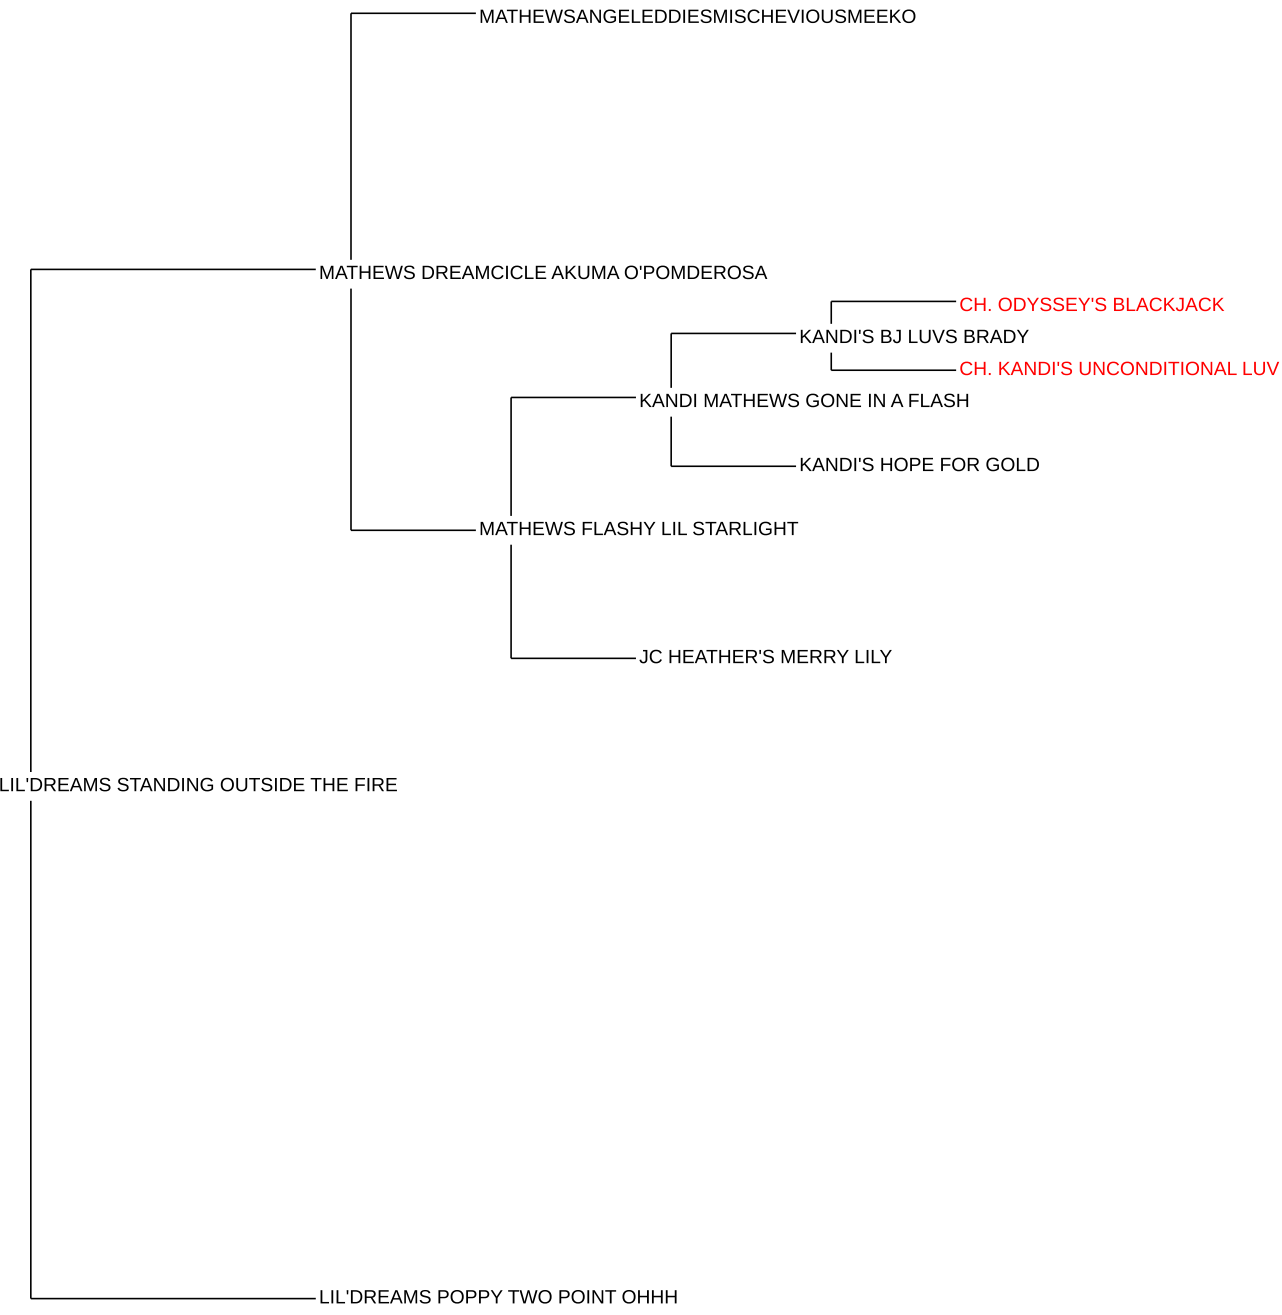 MATHEWSANGELEDDIESMISCHEVIOUSMEEKO
MATHEWS DREAMCICLE AKUMA O'POMDEROSA
CH. ODYSSEY'S BLACKJACK
KANDI'S BJ LUVS BRADY
CH. KANDI'S UNCONDITIONAL LUV
KANDI MATHEWS GONE IN A FLASH
KANDI'S HOPE FOR GOLD
MATHEWS FLASHY LIL STARLIGHT
JC HEATHER'S MERRY LILY
LIL'DREAMS STANDING OUTSIDE THE FIRE
LIL'DREAMS POPPY TWO POINT OHHH